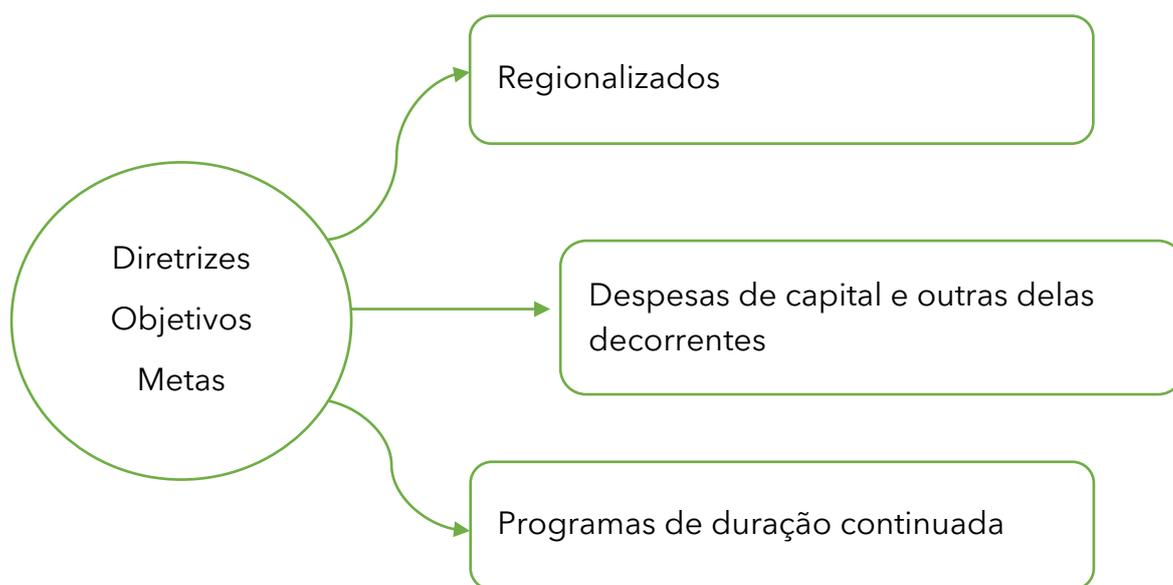 Diretrizes
Objetivos
Metas
Regionalizados
Despesas de capital e outras delas
decorrentes
Programas de duração continuada